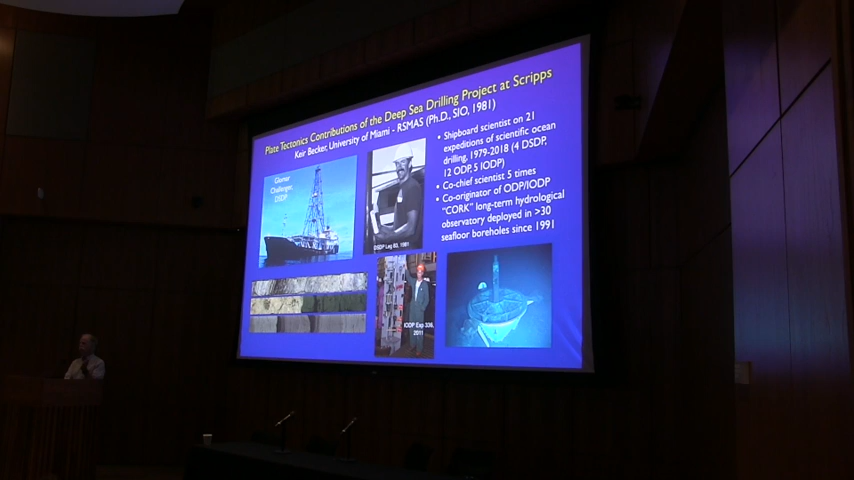 Plate Tectonics Contributions of the Deep Sea Drilling Project at Scripps
Keir Becker, University of Miami - RSMAS (Ph.D., SIO, 1981)
Glomar
Challenger,
DSDP
DSDP Leg 83, 1981
IODP Exp 336,
2011
• Shipboard scientist on 21
expeditions of scientific ocean
drilling, 1979-2018 (4 DSDP,
12 ODP, 5 IODP)
• Co-chief scientist 5 times
• Co-originator of ODP/IODP
“CORK” long-term hydrological
observatory deployed in >30
seafloor boreholes since 1991